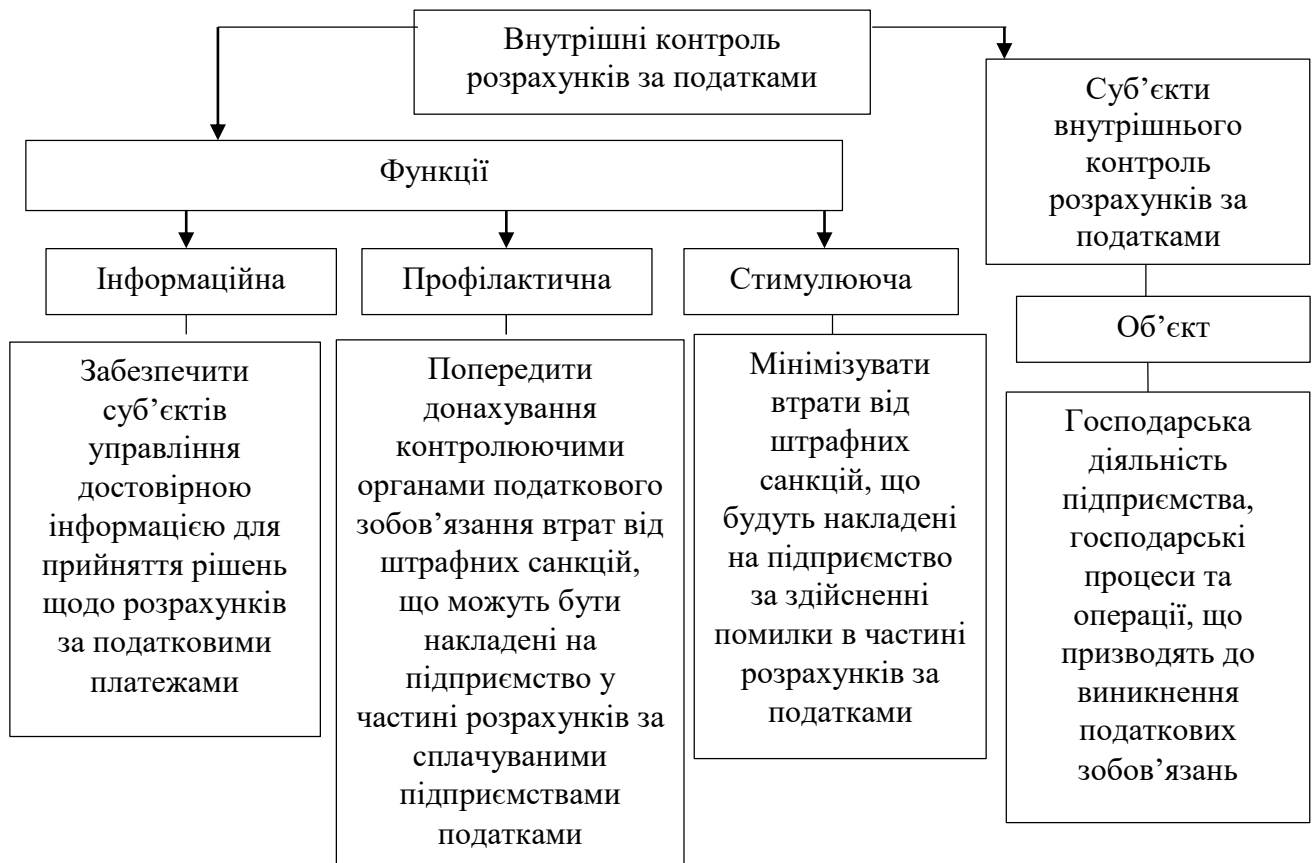 Внутрішні контроль
розрахунків за податками
Суб’єкти
внутрішнього
контроль
розрахунків за
податками
Функції
Інформаційна
Профілактична
Стимулююча
Об’єкт
Забезпечити
суб’єктів
управління
достовірною
інформацією для
прийняття рішень
щодо розрахунків
за податковими
платежами
Попередити
донахування
контролюючими
органами податкового
зобов’язання втрат від
штрафних санкцій,
що можуть бути
накладені на
підприємство у
частині розрахунків за
сплачуваними
підприємствами
податками
Мінімізувати
втрати від
штрафних
санкцій, що
будуть накладені
на підприємство
за здійсненні
помилки в частині
розрахунків за
податками
Господарська
діяльність
підприємства,
господарські
процеси та
операції, що
призводять до
виникнення
податкових
зобов’язань